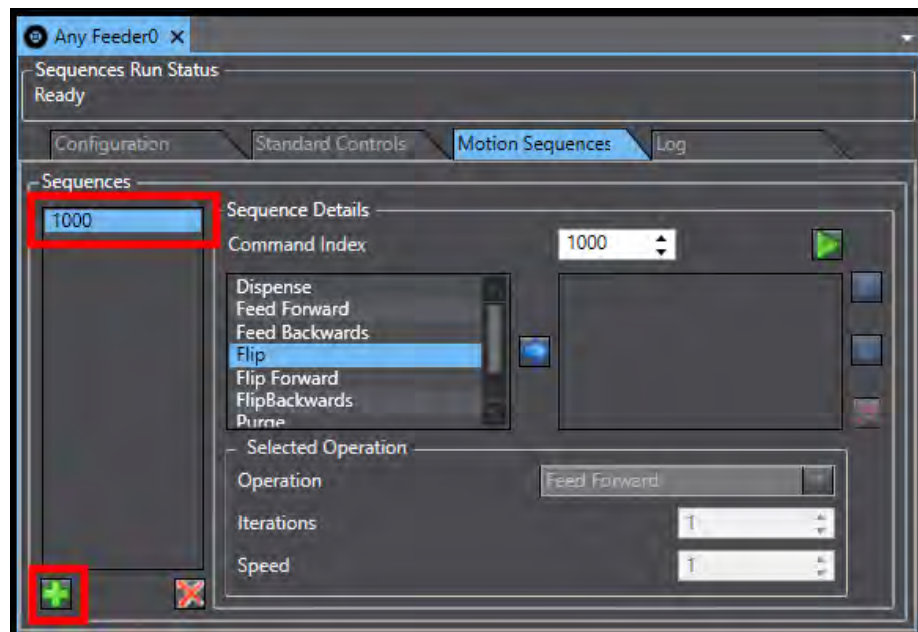 Any Feeder0
Sequences Run Status
Ready
Configuration Standard Controls Motion Sequences Log
Sequences
1000
Sequence Details
Command Index 1000
Dispense
Feed Forward
Feed Backwards
Flip
Flip Forward
FlipBackwards
Purge
Selected Operation
Operation Feed Forward
Iterations 1
Speed 1